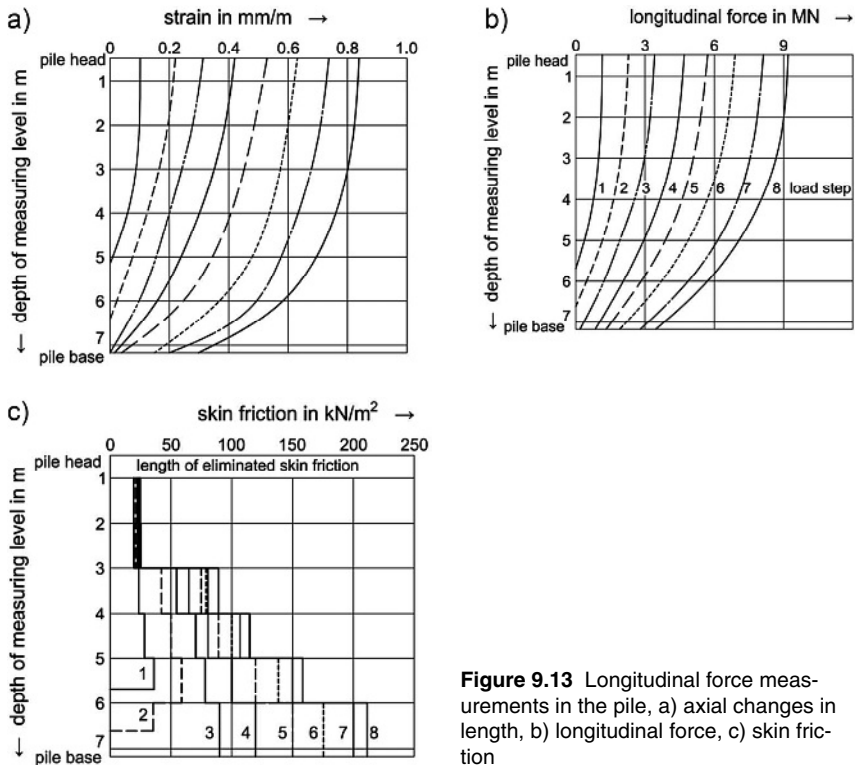 a)
strain in mm/m →
0 0.2 0.4 0.6 0.8 1.0
pile head
1
2
3
4
5
6
7
pile base
← depth of measuring level in m
b)
longitudinal force in MN →
0 3 6 9
pile head
1
2
3
4
5
6
7
pile base
← depth of measuring level in m
1 2 3 4 5 6 7 8 load step
c)
skin friction in kN/m² →
0 50 100 150 200 250
pile head
length of eliminated skin friction
1
2
3
4
5
6
7
pile base
← depth of measuring level in m
1
2 3 4 5 6 7 8
Figure 9.13 Longitudinal force meas-
urements in the pile, a) axial changes in
length, b) longitudinal force, c) skin fric-
tion